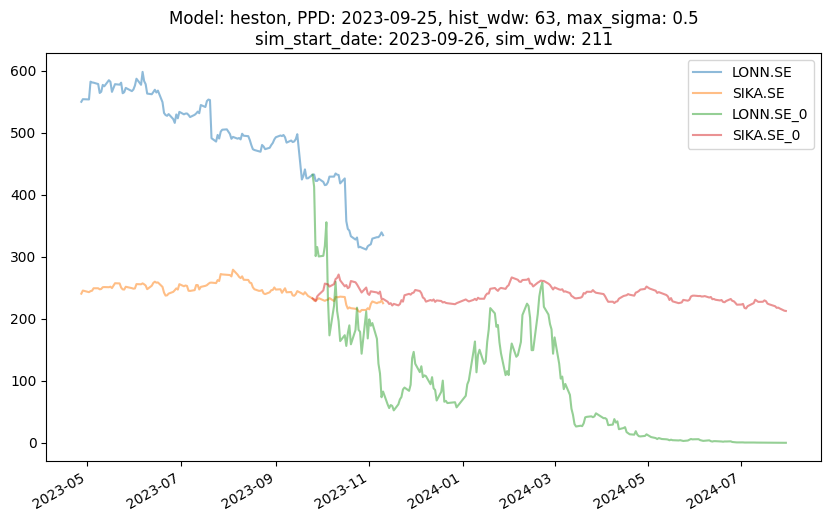 Model: heston, PPD: 2023-09-25, hist_wdw: 63, max_sigma: 0.5
sim_start_date: 2023-09-26, sim_wdw: 211
LONN.SE
SIKA.SE
LONN.SE_0
SIKA.SE_0
600
500
400
300
200
100
0
2023-05
2023-07
2023-09
2023-11
2024-01
2024-03
2024-05
2024-07